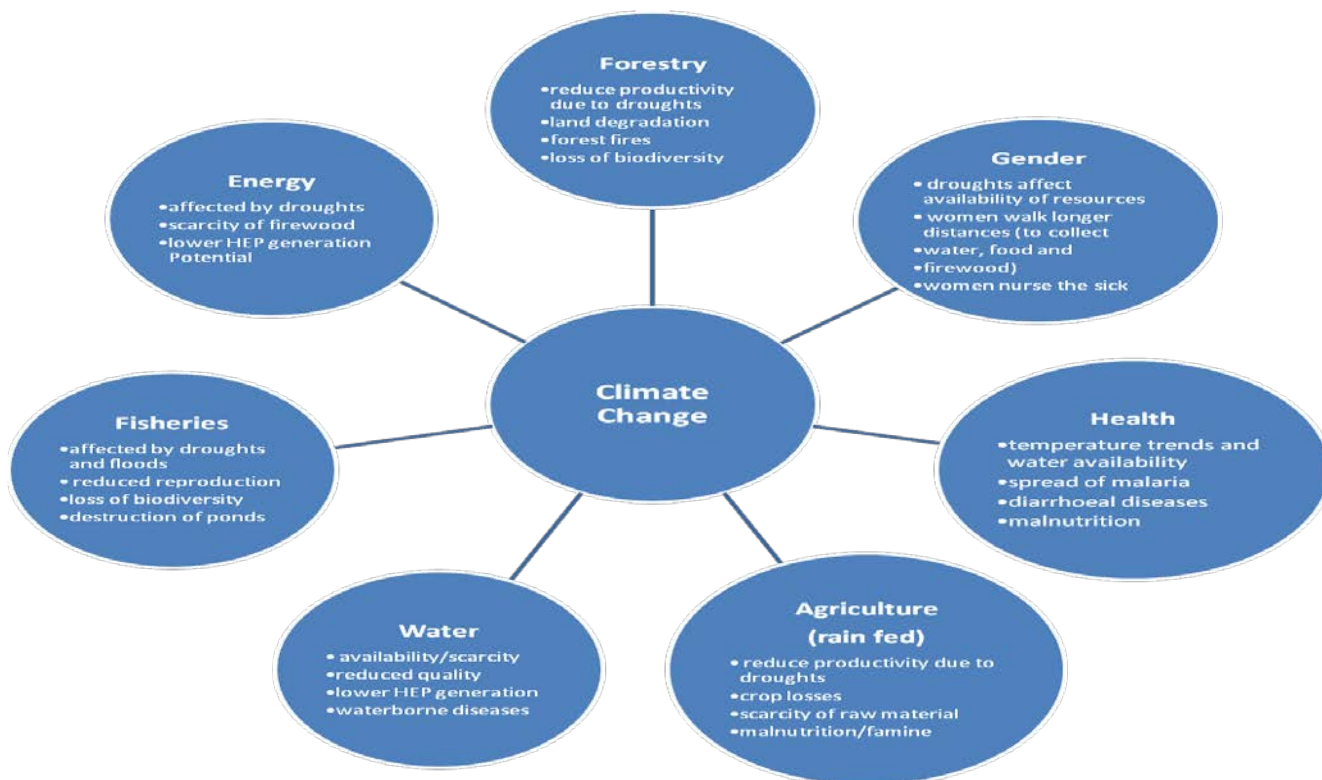 Forestry
•reduce productivity
due to droughts
•land degradation
•forest fires
•loss of biodiversity
Gender
• droughts affect
availability of resources
• women walk longer
distances (to collect
• water, food and
• firewood)
• women nurse the sick
Energy
•affected by droughts
•scarcity of firewood
•lower HEP generation
Potential
Climate
Change
Health
•temperature trends and
water availability
•spread of malaria
•diarrhoeal diseases
•malnutrition
Fisheries
•affected by droughts
and floods
• reduced reproduction
•loss of biodiversity
•destruction of ponds
Agriculture
(rain fed)
• reduce productivity due to
droughts
•crop losses
•scarcity of raw material
•malnutrition/famine
Water
• availability/scarcity
•reduced quality
•lower HEP generation
•waterborne diseases